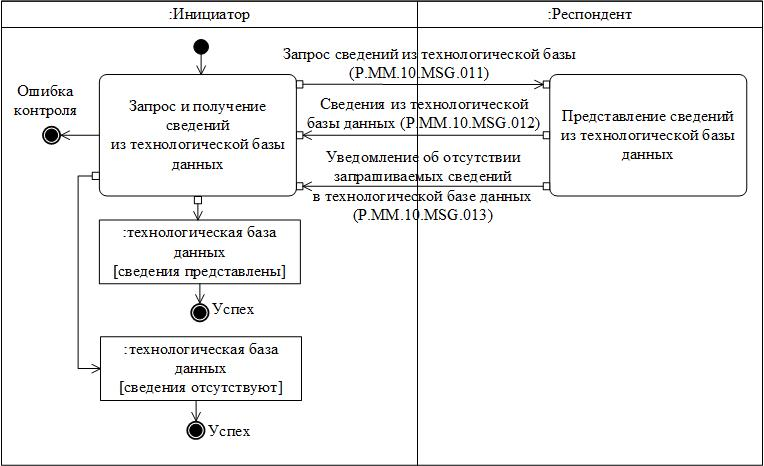 :Инициатор
:Респондент
Запрос сведений из технологической базы
(P.MM.10.MSG.011)
Ошибка
контроля
Запрос и получение
сведений
из технологической базы
данных
Сведения из технологической
базы данных (P.MM.10.MSG.012)
Представление сведений
из технологической базы
данных
Уведомление об отсутствии
запрашиваемых сведений
в технологической базе данных
(P.MM.10.MSG.013)
:технологическая база
данных
[сведения представлены]
Успех
:технологическая база
данных
[сведения отсутствуют]
Успех